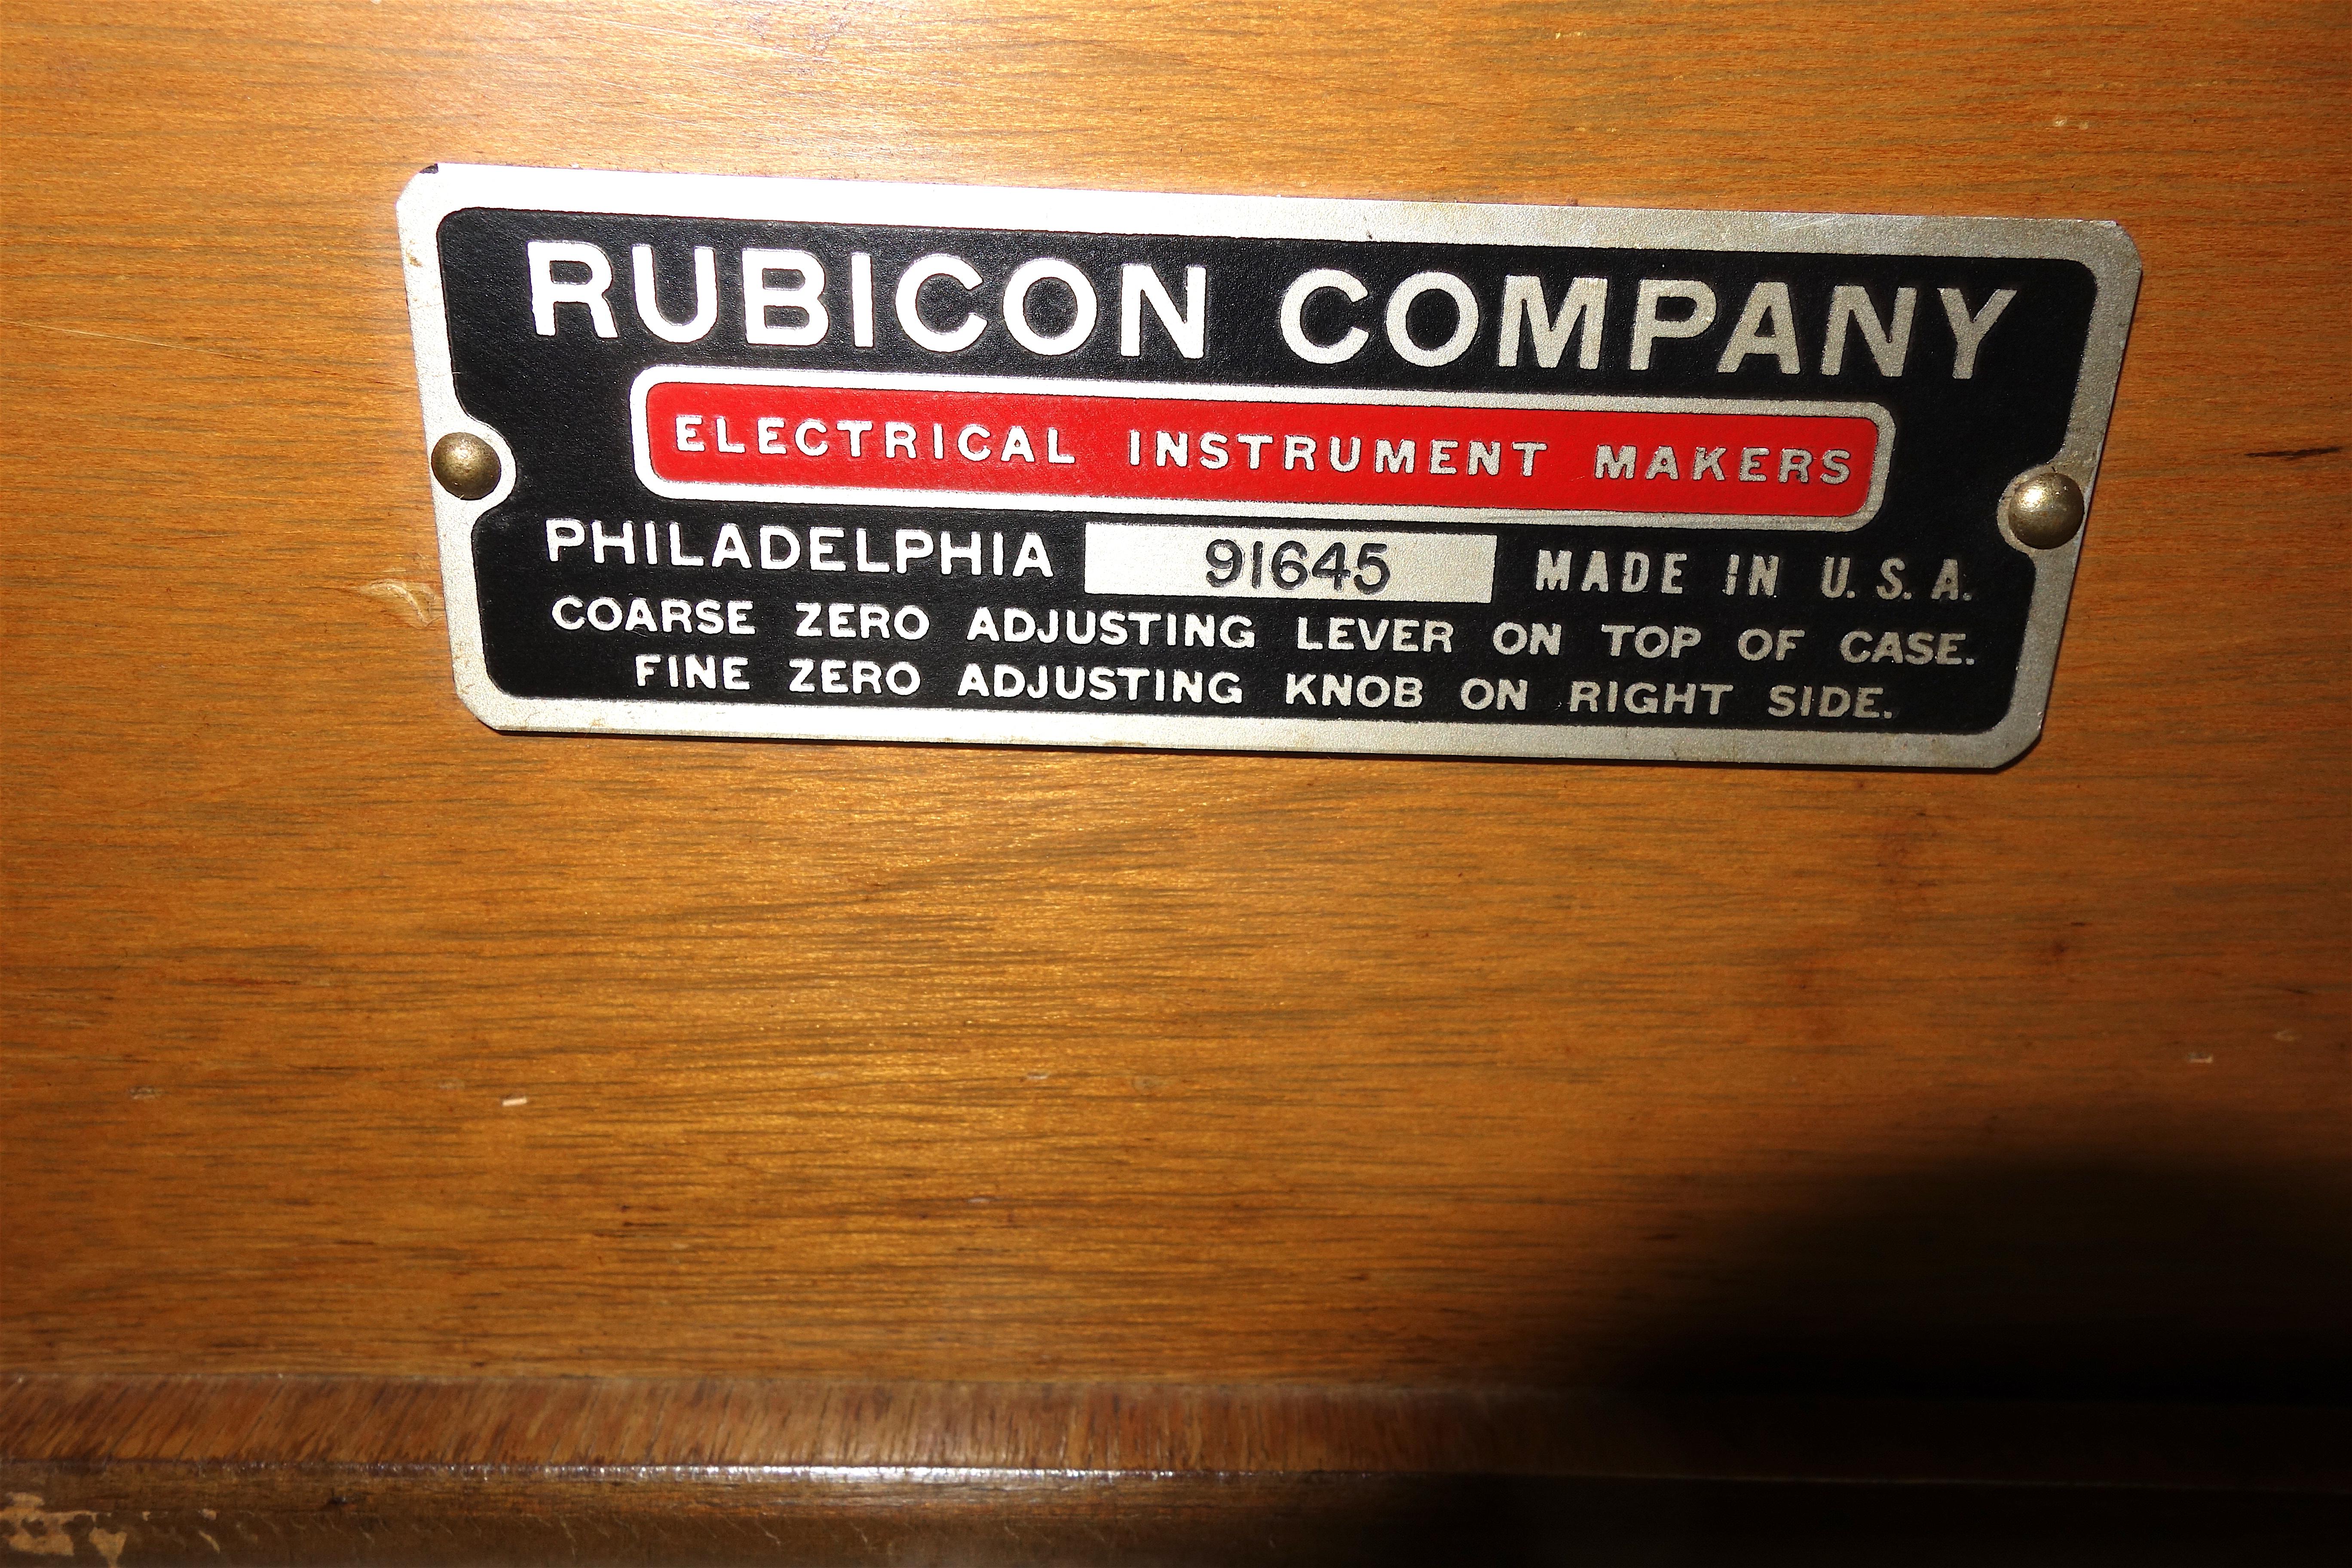 RUBICON COMPANY
ELECTRICAL INSTRUMENT MAKERS
PHILADELPHIA 91645 MADE IN U.S.A.
COARSE ZERO ADJUSTING LEVER ON TOP OF CASE.
FINE ZERO ADJUSTING KNOB ON RIGHT SIDE.